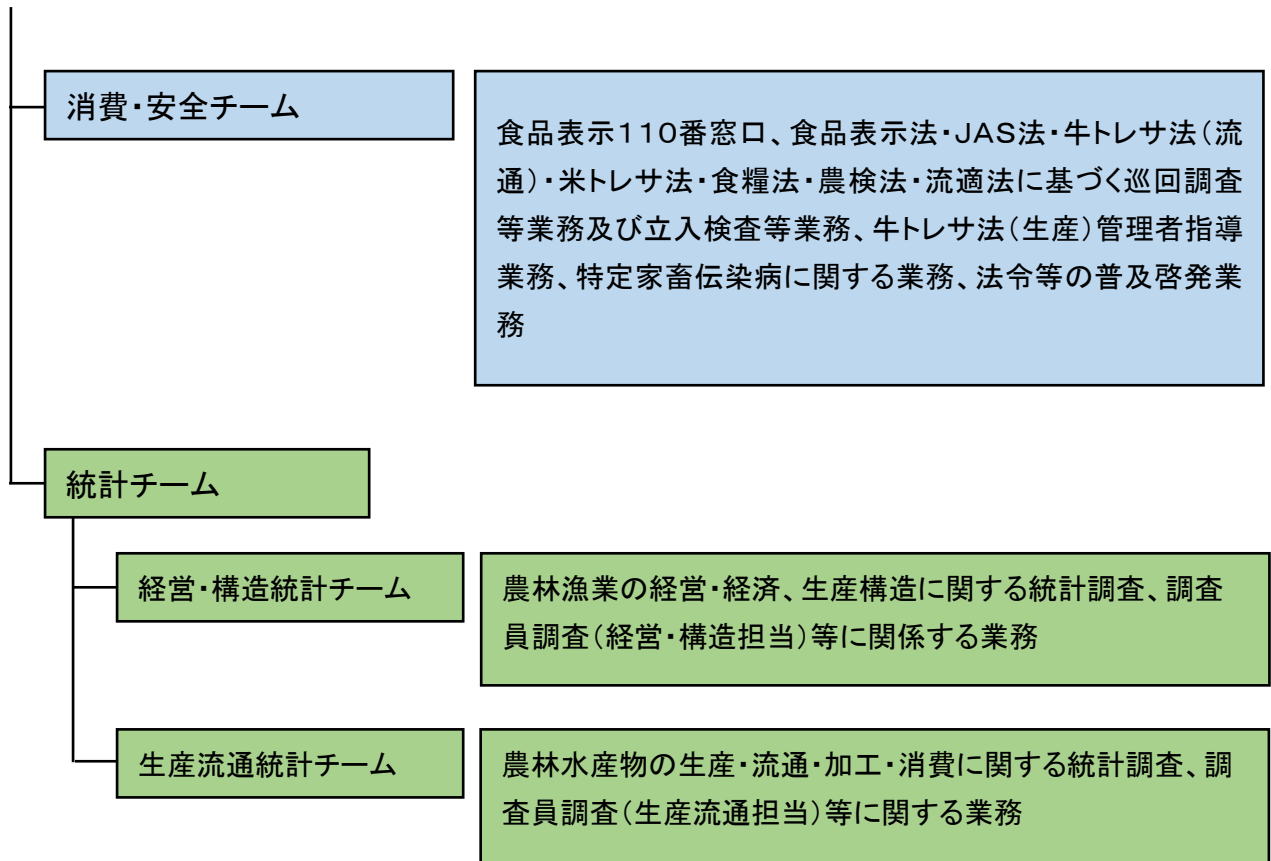 消費・安全チーム
食品表示110番窓口、食品表示法・JAS法・牛トレサ法（流
通）・米トレサ法・食糧法・農検法・流適法に基づく巡回調査
等業務及び立入検査等業務、牛トレサ法（生産）管理者指導
業務、特定家畜伝染病に関する業務、法令等の普及啓発業
務
統計チーム
経営・構造統計チーム
農林漁業の経営・経済、生産構造に関する統計調査、調査
員調査（経営・構造担当）等に関係する業務
生産流通統計チーム
農林水産物の生産・流通・加工・消費に関する統計調査、調
査員調査（生産流通担当）等に関する業務